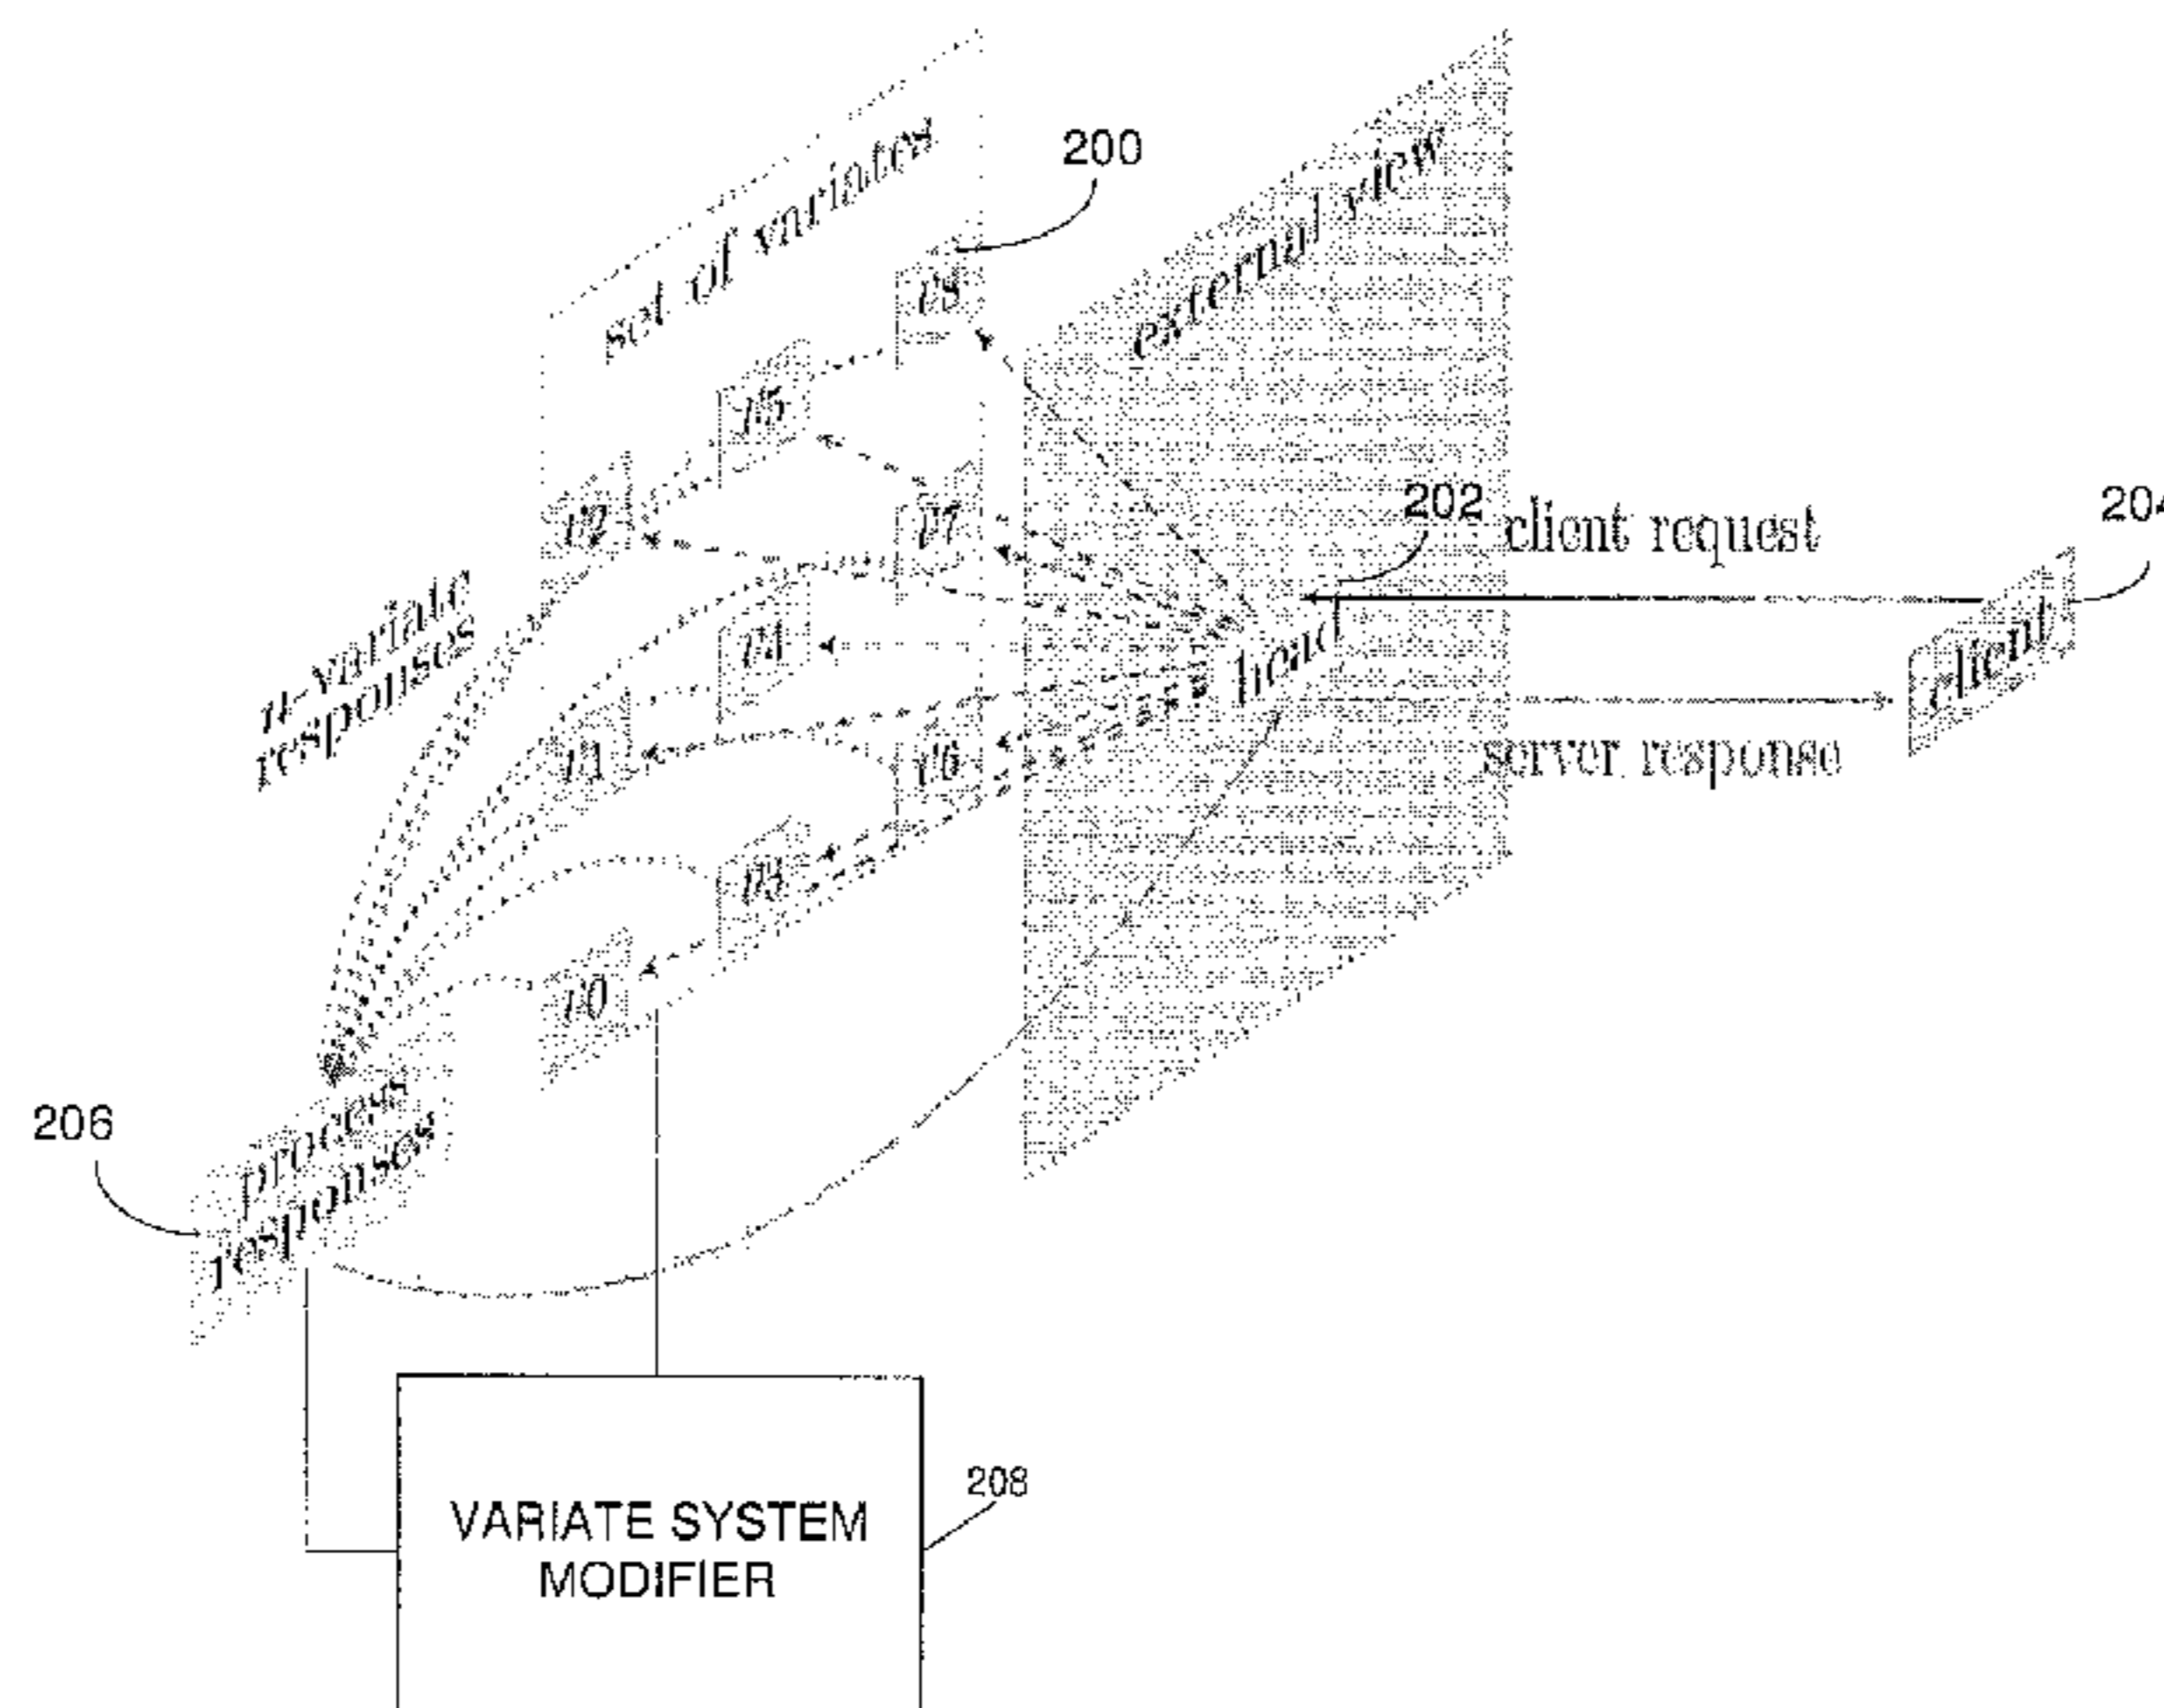 set of variates
200
external view
v8
v5
v2
v7
202
client request
204
n-variate
responses
v4
head
client
v1
v6
server response
v3
v0
206
process
responses
208
VARIATE SYSTEM
MODIFIER